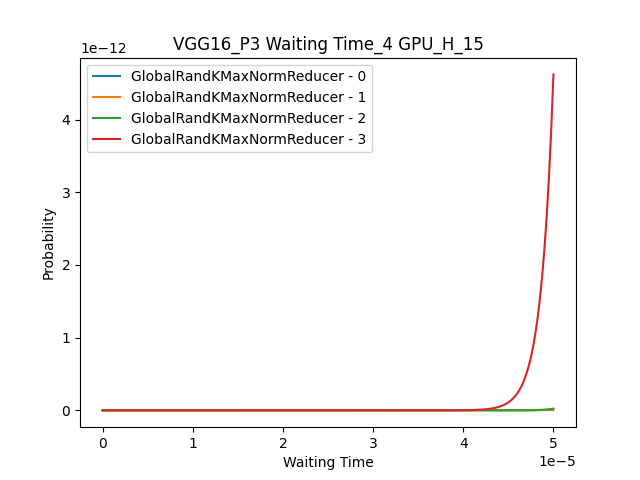 VGG16_P3 Waiting Time_4 GPU_H_15
1e−12
GlobalRandKMaxNormReducer - 0
GlobalRandKMaxNormReducer - 1
GlobalRandKMaxNormReducer - 2
GlobalRandKMaxNormReducer - 3
Probability
4
3
2
1
0
0 1 2 3 4 5
1e−5
Waiting Time